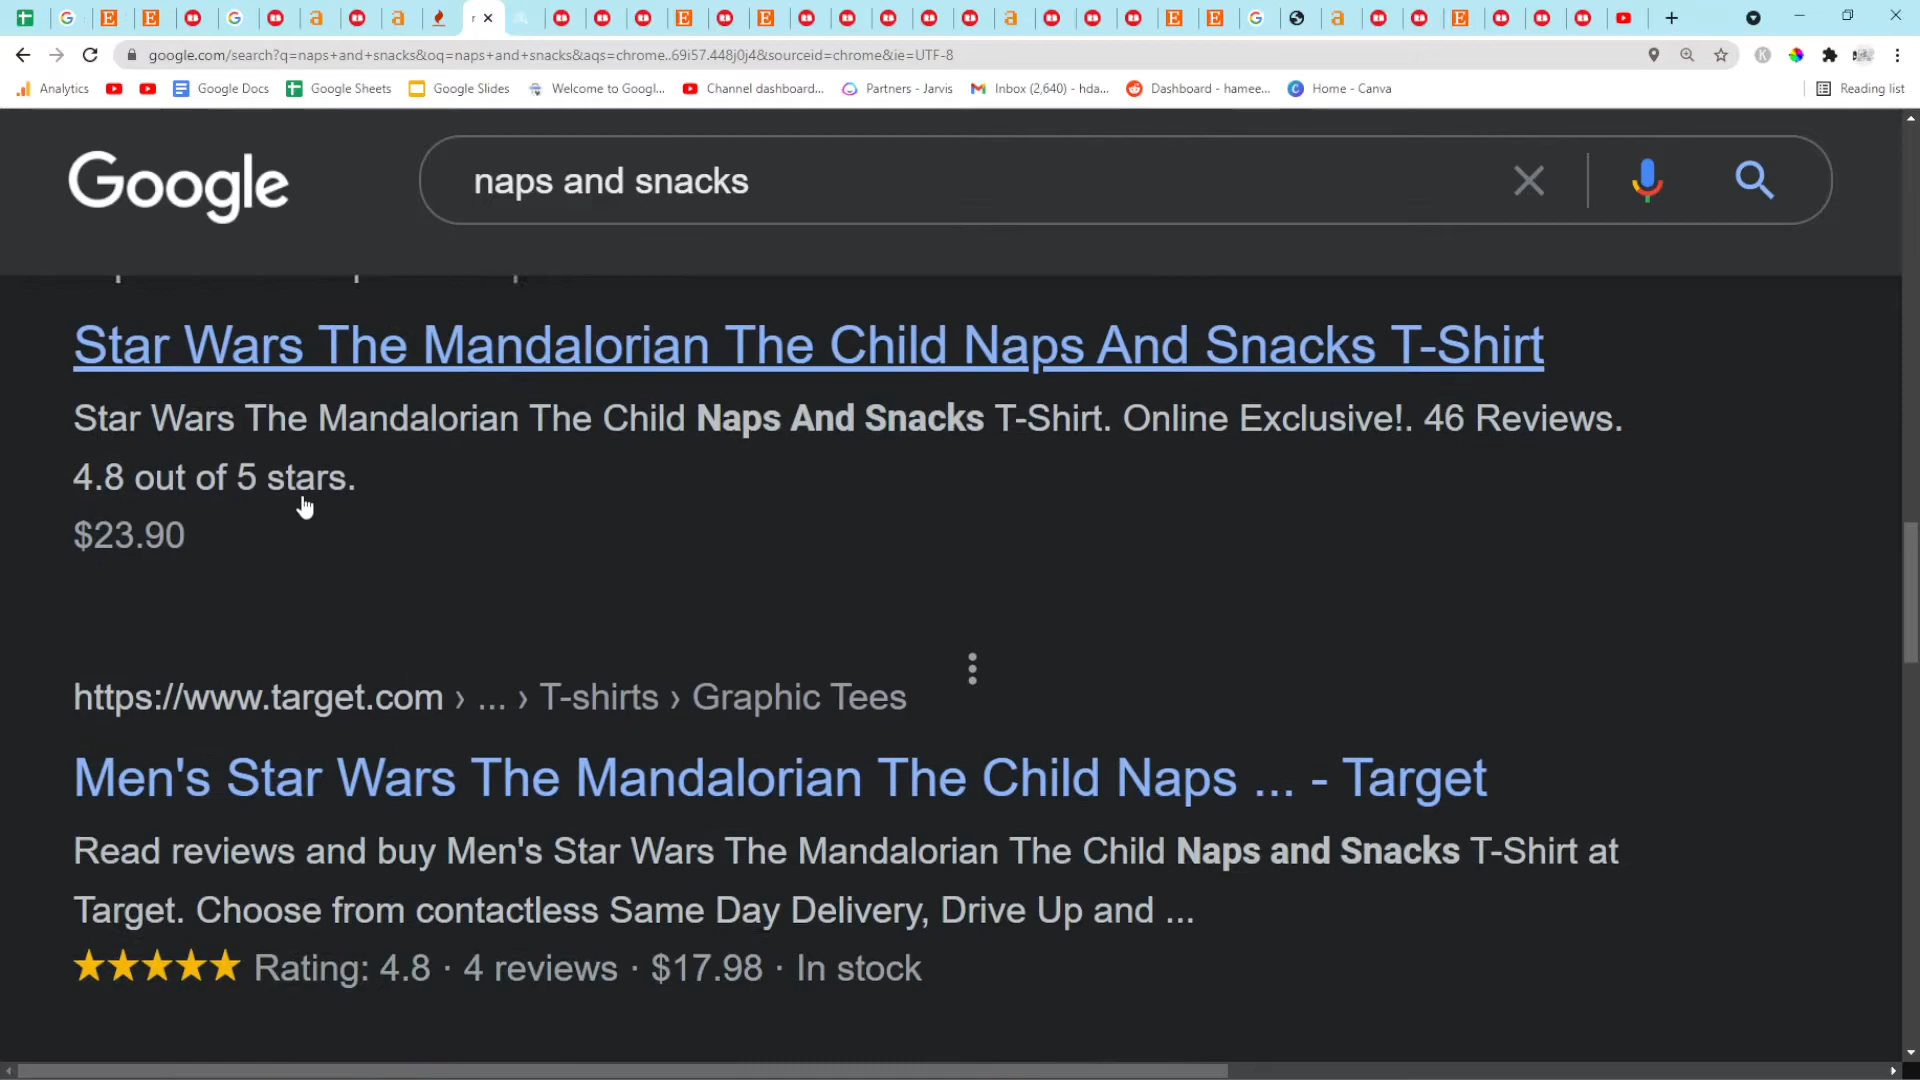 google.com/search?q=naps+and+snacks&oq=naps+and+snacks&aqs=chrome..69i57.448j0j4&sourceid=chrome&ie=UTF-8
Analytics Google Docs Google Sheets Google Slides Welcome to Googl... Channel dashboard... Partners - Jarvis Inbox (2,640) - hda... Dashboard - hamee... Home - Canva Reading list
Google naps and snacks
Star Wars The Mandalorian The Child Naps And Snacks T-Shirt
Star Wars The Mandalorian The Child Naps And Snacks T-Shirt. Online Exclusive!. 46 Reviews.
4.8 out of 5 stars.
$23.90
https://www.target.com › ... › T-shirts › Graphic Tees
Men's Star Wars The Mandalorian The Child Naps ... - Target
Read reviews and buy Men's Star Wars The Mandalorian The Child Naps and Snacks T-Shirt at
Target. Choose from contactless Same Day Delivery, Drive Up and ...
Rating: 4.8 · 4 reviews · $17.98 · In stock